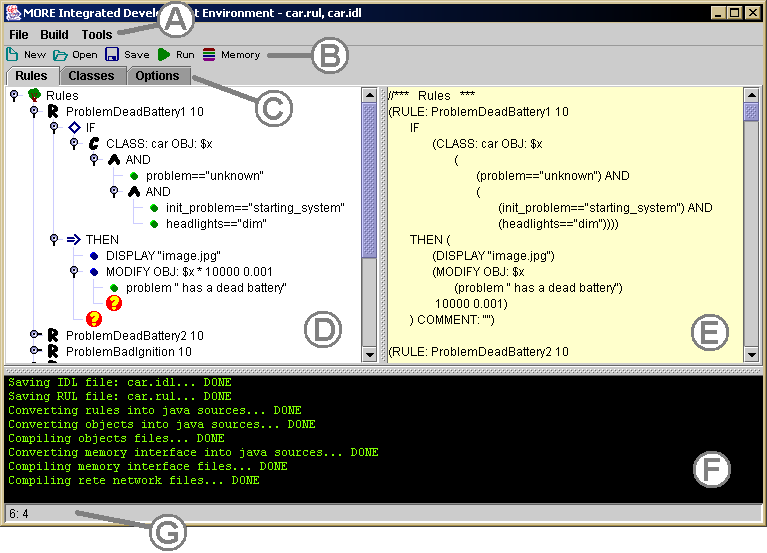 MORE Integrated Develo t Environment - car.rul, car.idl
A
File Build Tools
New Open Save Run Memory
B
Rules Classes Options
C
Rules
ProblemDeadBattery1 10
IF
CLASS: car OBJ: $x
AND
problem=="unknown"
AND
init_problem=="starting_system"
headlights=="dim"
THEN
DISPLAY "image.jpg"
MODIFY OBJ: $x * 10000 0.001
problem " has a dead battery"
?
?
ProblemDeadBattery2 10
ProblemBadIgnition 10
D
//*** Rules ***
(RULE: ProblemDeadBattery1 10
IF
(CLASS: car OBJ: $x
(
(problem=="unknown") AND
(
(init_problem=="starting_system") AND
(headlights=="dim"))))
THEN (
(DISPLAY "image.jpg")
(MODIFY OBJ: $x
(problem " has a dead battery")
10000 0.001)
) COMMENT: "")
(RULE: ProblemDeadBattery2 10
E
Saving IDL file: car.idl... DONE
Saving RUL file: car.rul... DONE
Converting rules into java sources... DONE
Converting objects into java sources... DONE
Compiling objects files... DONE
Converting memory interface into java sources... DONE
Compiling memory interface files... DONE
Compiling rete network files... DONE
F
6: 4
G